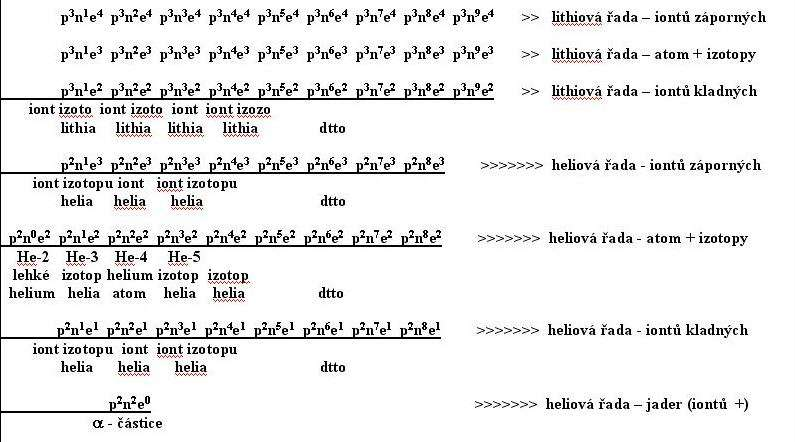 p³n¹e⁴ p³n²e⁴ p³n³e⁴ p³n⁴e⁴ p³n⁵e⁴ p³n⁶e⁴ p³n⁷e⁴ p³n⁸e⁴ p³n⁹e⁴ >> lithiová řada – iontů záporných
p³n¹e³ p³n²e³ p³n³e³ p³n⁴e³ p³n⁵e³ p³n⁶e³ p³n⁷e³ p³n⁸e³ p³n⁹e³ >> lithiová řada – atom + izotopy
p³n¹e² p³n²e² p³n³e² p³n⁴e² p³n⁵e² p³n⁶e² p³n⁷e² p³n⁸e² p³n⁹e² >> lithiová řada – iontů kladných
iont izoto iont izoto iont iont izozo
lithia lithia lithia lithia dtto
p²n¹e³ p²n²e³ p²n³e³ p²n⁴e³ p²n⁵e³ p²n⁶e³ p²n⁷e³ p²n⁸e³ >>>>>>> heliová řada - iontů záporných
iont izotopu iont iont izotopu
helia helia helia dtto
p²n⁰e² p²n¹e² p²n²e² p²n³e² p²n⁴e² p²n⁵e² p²n⁶e² p²n⁷e² p²n⁸e² >>>>>>> heliová řada - atom + izotopy
He-2 He-3 He-4 He-5
lehké izotop helium izotop izotop
helium helia atom helia helia dtto
p²n¹e¹ p²n²e¹ p²n³e¹ p²n⁴e¹ p²n⁵e¹ p²n⁶e¹ p²n⁷e¹ p²n⁸e¹ >>>>>>> heliová řada - iontů kladných
iont izotopu iont iont izotopu
helia helia helia dtto
p²n²e⁰ >>>>>>> heliová řada – jader (iontů +)
α - částice